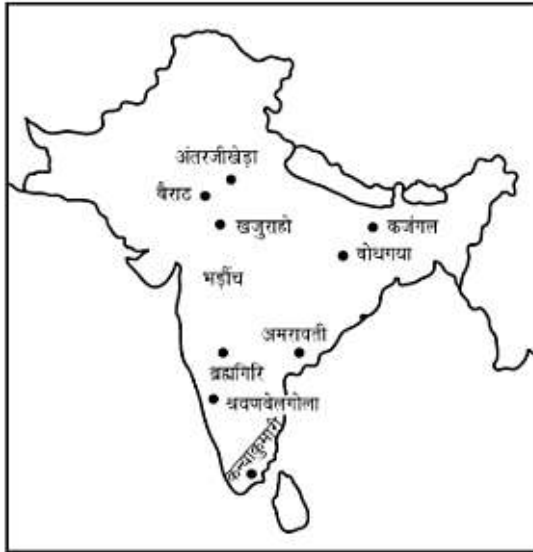 अंतरजीखेड़ा
वैराट
खजुराहो
कजंगल
वोधगया
भड़ौंच
अमरावती
ब्रह्मगिरि
श्रवणबेलगोला
कन्याकुमारी